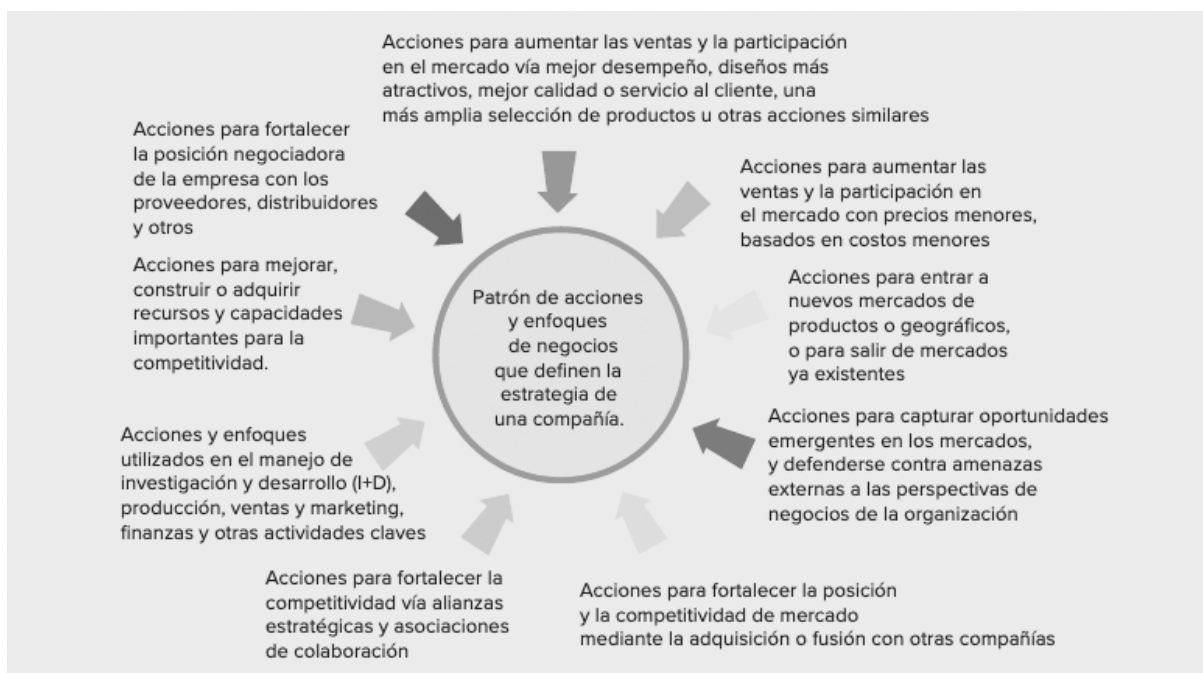 Acciones para aumentar las ventas y la participación
en el mercado vía mejor desempeño, diseños más
atractivos, mejor calidad o servicio al cliente, una
más amplia selección de productos u otras acciones similares
Acciones para fortalecer
la posición negociadora
de la empresa con los
proveedores, distribuidores
y otros
Acciones para aumentar las
ventas y la participación en
el mercado con precios menores,
basados en costos menores
Acciones para mejorar,
construir o adquirir
recursos y capacidades
importantes para la
competitividad.
Patrón de acciones
y enfoques
de negocios
que definen la
estrategia de
una compañía.
Acciones para entrar a
nuevos mercados de
productos o geográficos,
o para salir de mercados
ya existentes
Acciones y enfoques
utilizados en el manejo de
investigación y desarrollo (I+D),
producción, ventas y marketing,
finanzas y otras actividades claves
Acciones para capturar oportunidades
emergentes en los mercados,
y defenderse contra amenazas
externas a las perspectivas de
negocios de la organización
Acciones para fortalecer la
competitividad vía alianzas
estratégicas y asociaciones
de colaboración
Acciones para fortalecer la posición
y la competitividad de mercado
mediante la adquisición o fusión con otras compañías